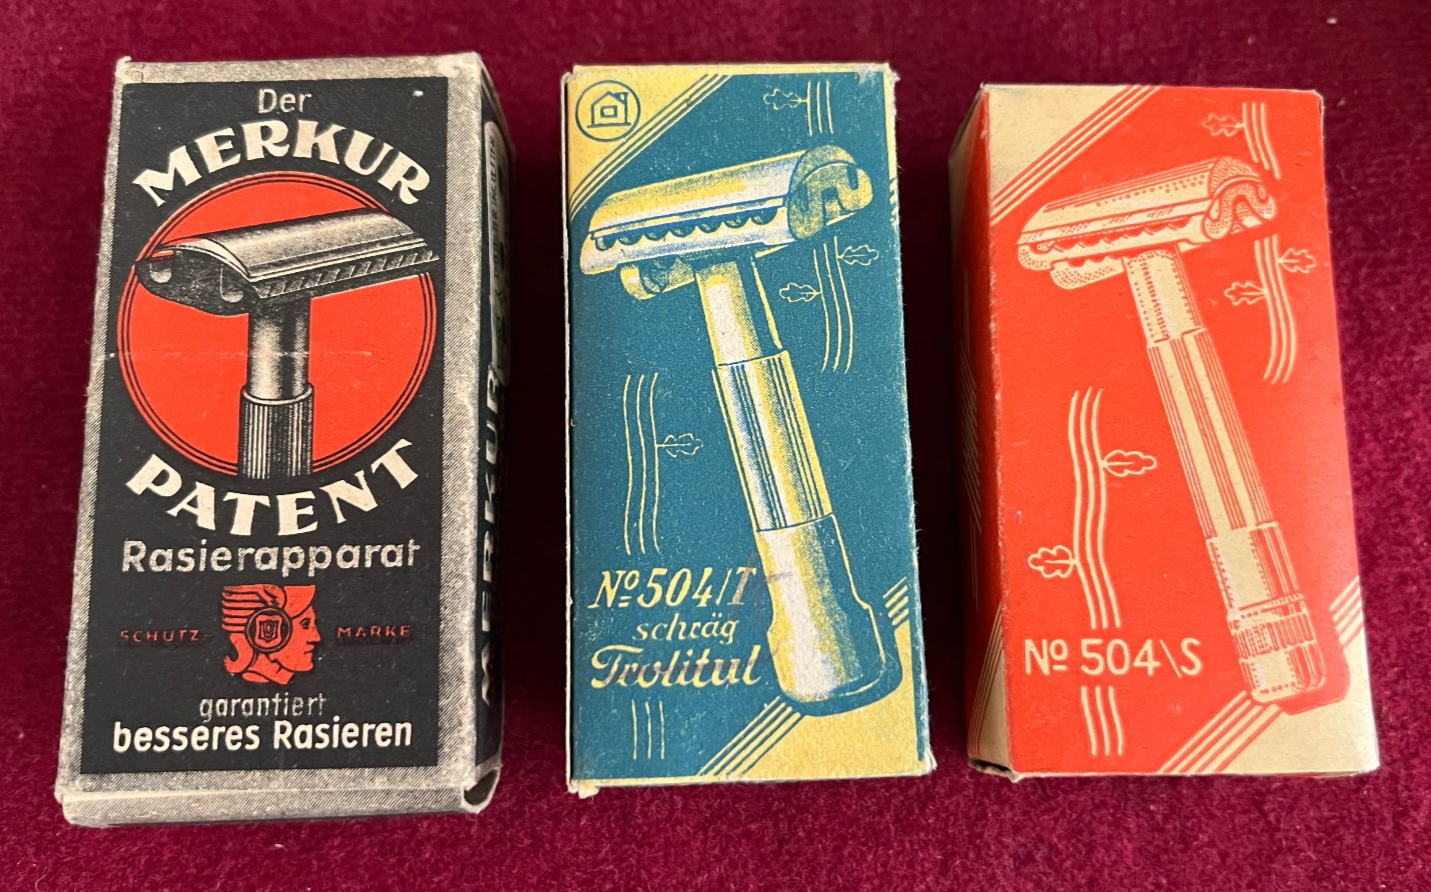 Der
MERKUR
PATENT
Rasierapparat
SCHUTZ MARKE
garantiert
besseres Rasieren
MERKUR
No 504/T
schräg
Trolitul
No 504\S